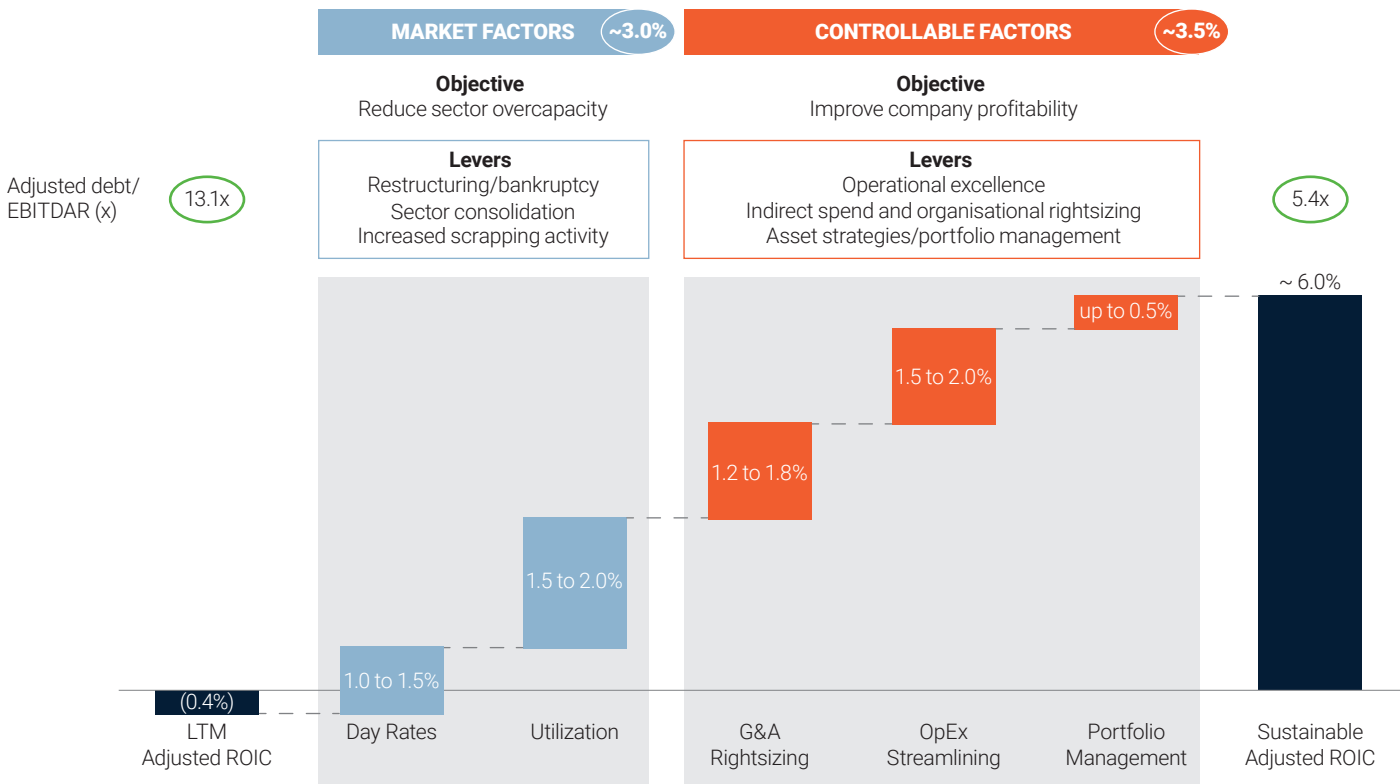 MARKET FACTORS ~3.0%
CONTROLLABLE FACTORS ~3.5%
Objective
Reduce sector overcapacity
Objective
Improve company profitability
Adjusted debt/
EBITDAR (x)
13.1x
Levers
Restructuring/bankruptcy
Sector consolidation
Increased scrapping activity
Levers
Operational excellence
Indirect spend and organisational rightsizing
Asset strategies/portfolio management
5.4x
~ 6.0%
up to 0.5%
1.5 to 2.0%
1.2 to 1.8%
1.5 to 2.0%
1.0 to 1.5%
(0.4%)
LTM
Adjusted ROIC
Day Rates
Utilization
G&A
Rightsizing
OpEx
Streamlining
Portfolio
Management
Sustainable
Adjusted ROIC